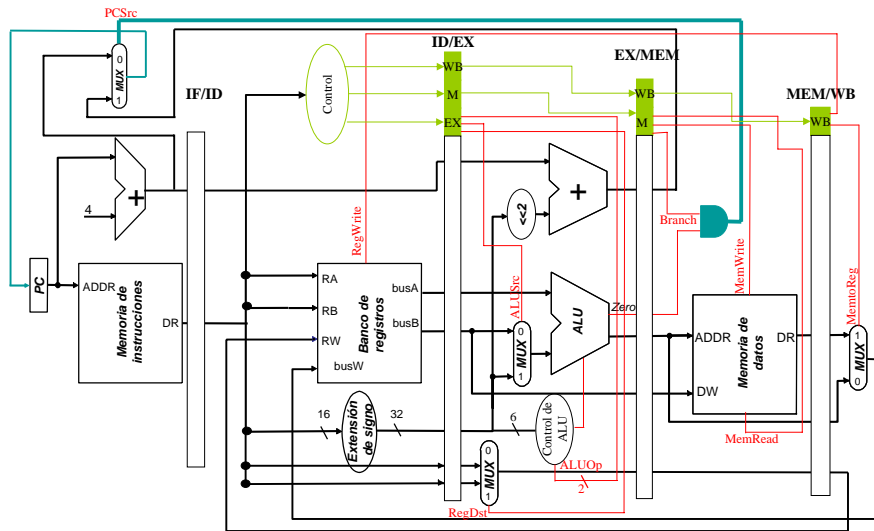 PCSrc
0
MUX
1
IF/ID
ID/EX
EX/MEM
MEM/WB
Control
WB
M
EX
WB
M
WB
4
+
+
<<2
Branch
RegWrite
ALUSrc
MemWrite
MemtoReg
PC
ADDR
Memoria de
instrucciones
DR
RA
RB
RW
busW
Banco de
registros
busA
busB
0
MUX
1
ALU
Zero
ADDR
DW
Memoria de
datos
DR
1
MUX
0
16
Extensión
de signo
32
6
Control de
ALU
MemRead
ALUOp
2
0
MUX
1
RegDst